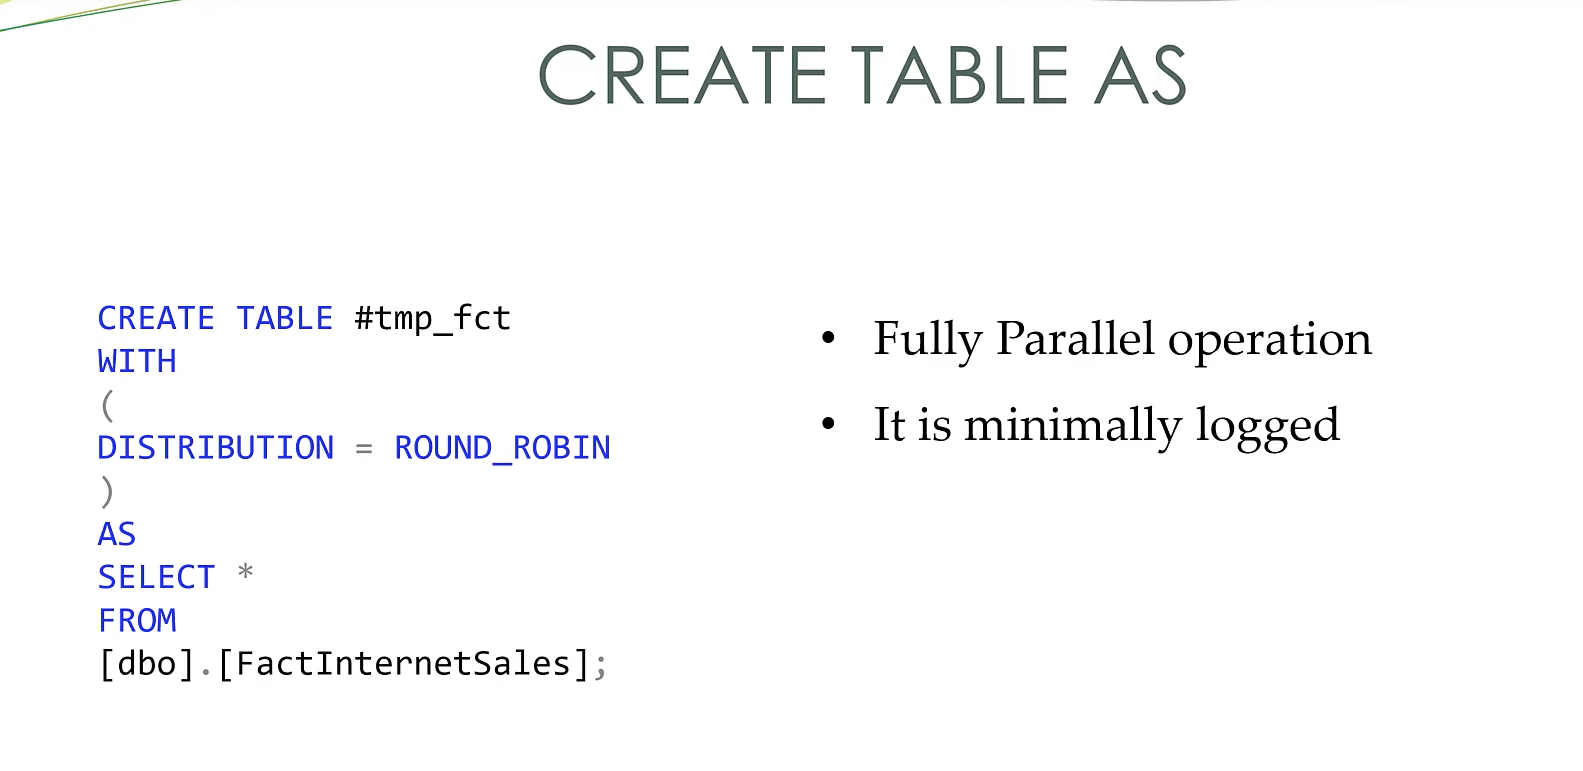 CREATE TABLE AS
CREATE TABLE #tmp_fct
WITH
(
DISTRIBUTION = ROUND_ROBIN
)
AS
SELECT *
FROM
[dbo].[FactInternetSales];
• Fully Parallel operation
• It is minimally logged